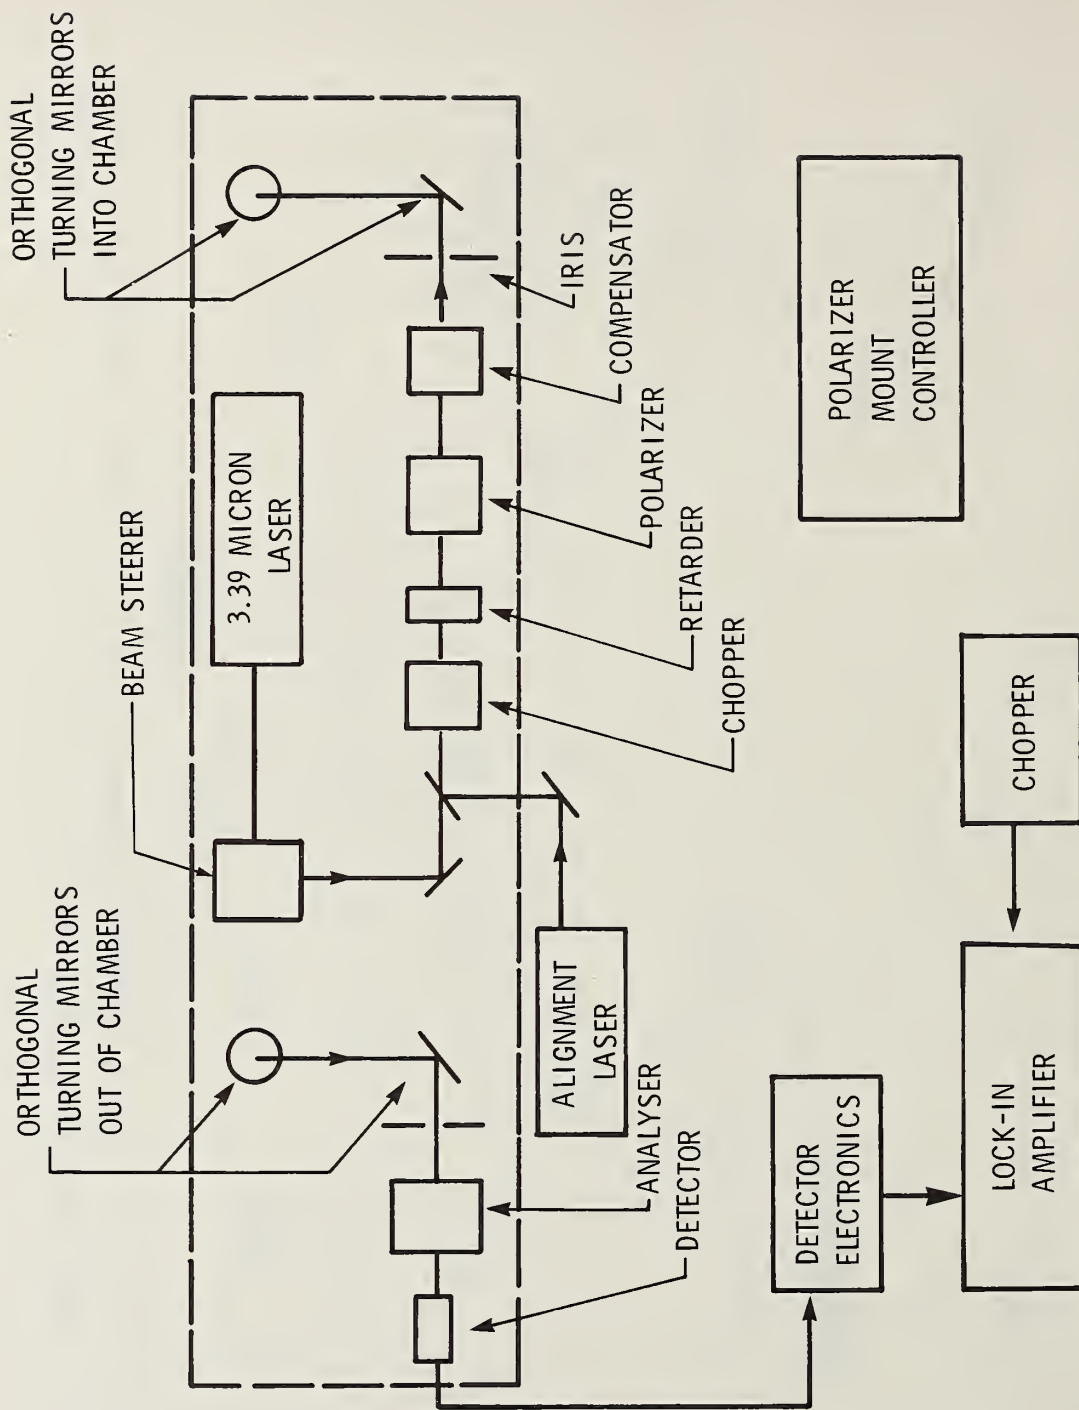 ORTHOGONAL
TURNING MIRRORS
OUT OF CHAMBER
BEAM STEERER
ORTHOGONAL
TURNING MIRRORS
INTO CHAMBER
3.39 MICRON
LASER
ALIGNMENT
LASER
ANALYSER
DETECTOR
IRIS
COMPENSATOR
POLARIZER
RETARDER
CHOPPER
DETECTOR
ELECTRONICS
LOCK-IN
AMPLIFIER
CHOPPER
POLARIZER
MOUNT
CONTROLLER